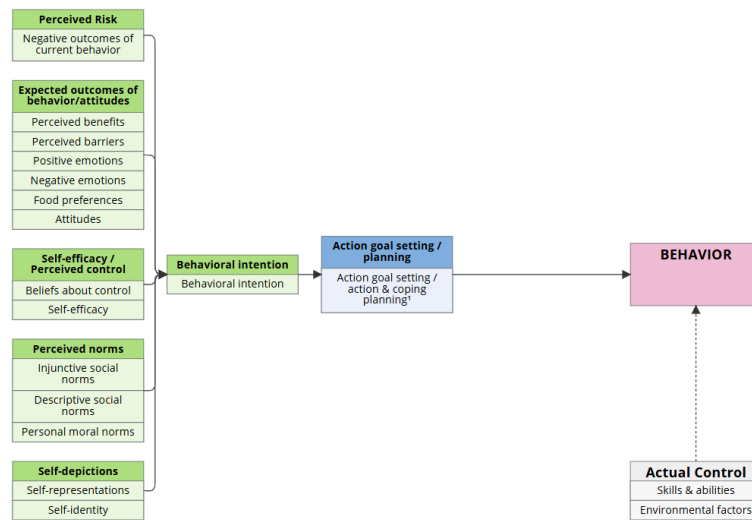 Perceived Risk
Negative outcomes of
current behavior
Expected outcomes of
behavior/attitudes
Perceived benefits
Perceived barriers
Positive emotions
Negative emotions
Food preferences
Attitudes
Self-efficacy /
Perceived control
Beliefs about control
Self-efficacy
Perceived norms
Injunctive social
norms
Descriptive social
norms
Personal moral norms
Self-depictions
Self-representations
Self-identity
Behavioral intention
Behavioral intention
Action goal setting /
planning
Action goal setting /
action & coping
planning¹
BEHAVIOR
Actual Control
Skills & abilities
Environmental factors